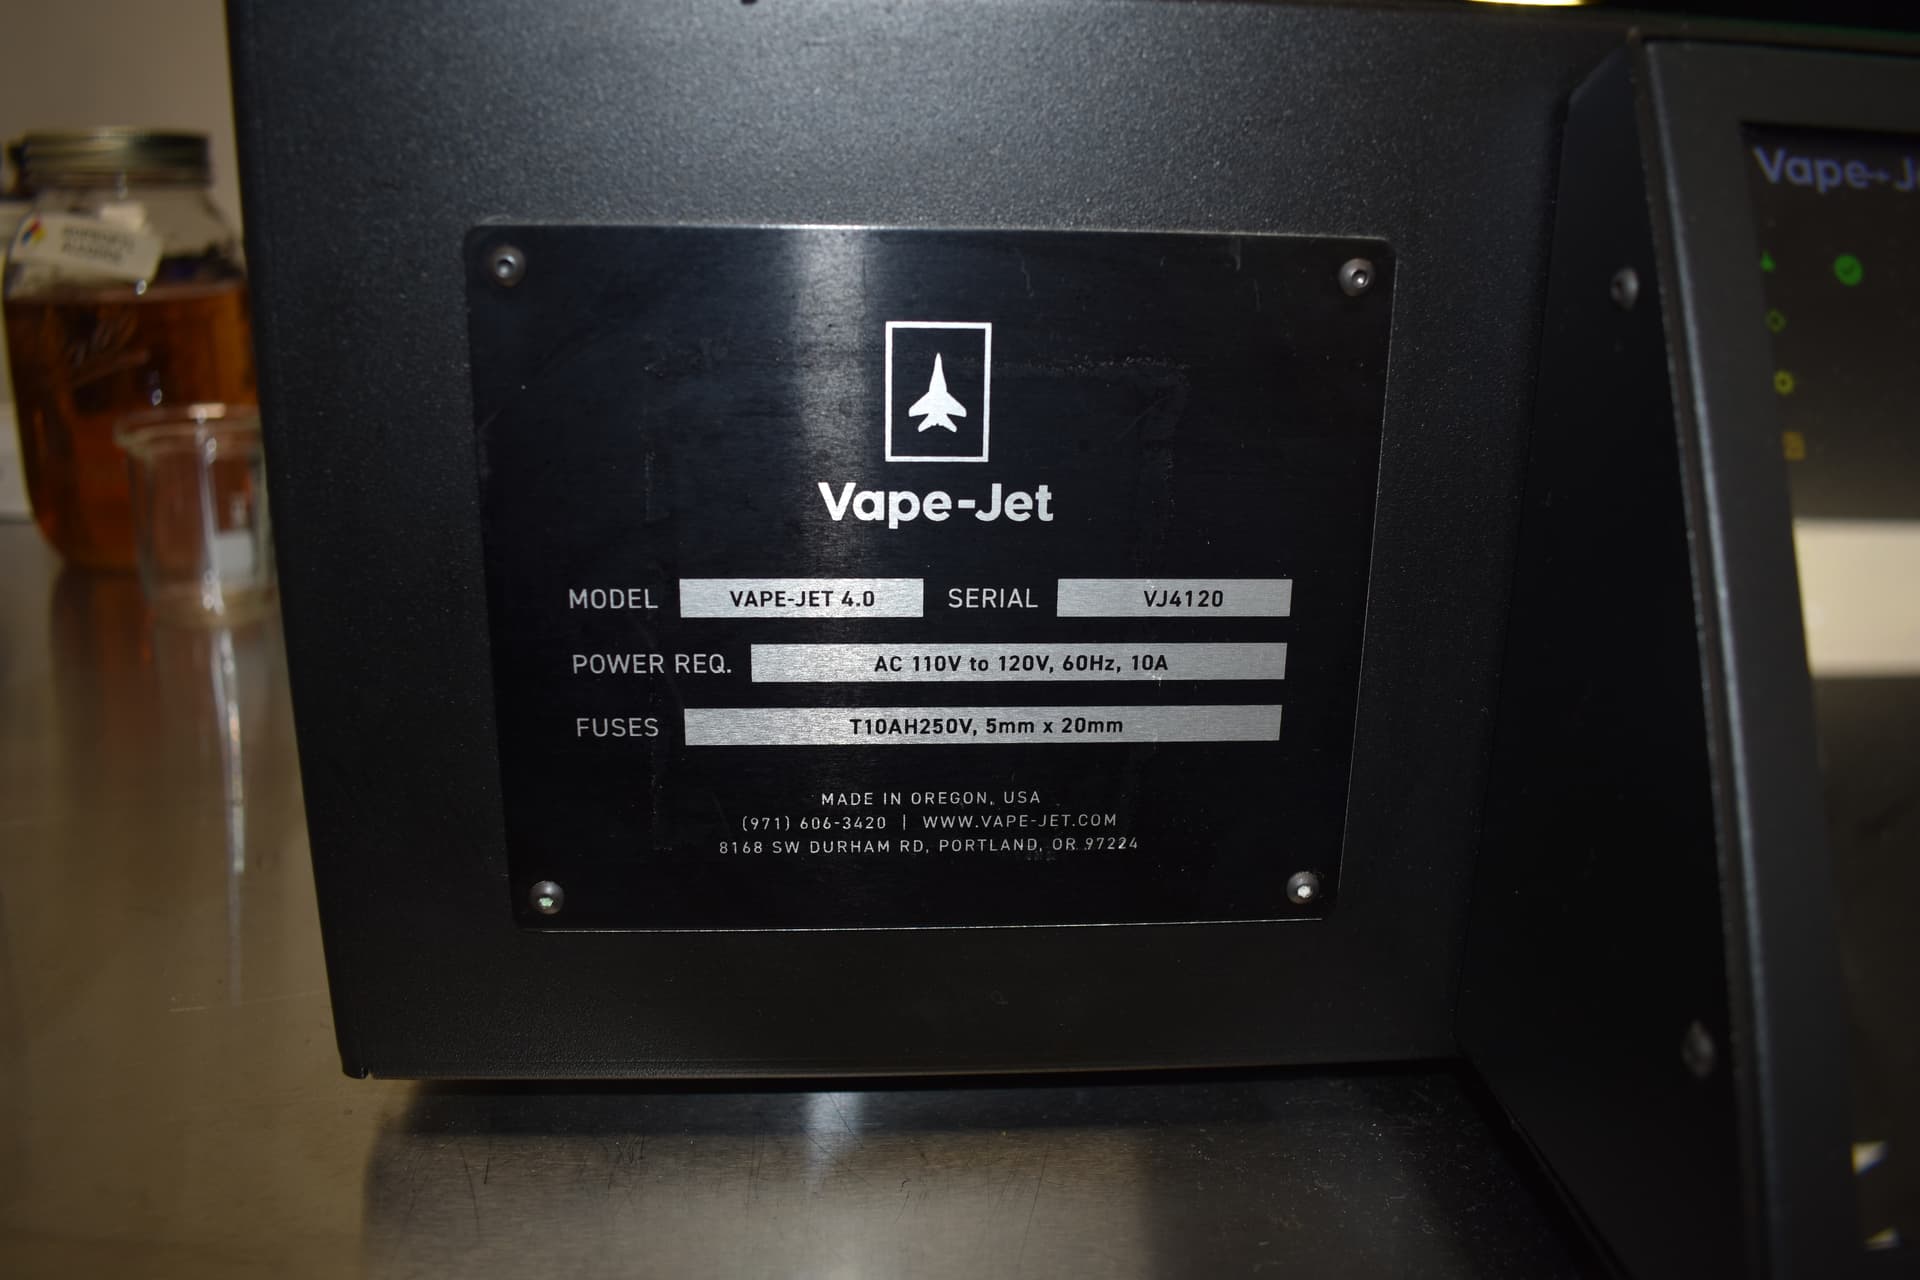 Vape-Jet
MODEL VAPE-JET 4.0 SERIAL VJ4120
POWER REQ. AC 110V to 120V, 60Hz, 10A
FUSES T10AH250V, 5mm x 20mm
MADE IN OREGON, USA
(971) 606-3420 | WWW.VAPE-JET.COM
8168 SW DURHAM RD, PORTLAND, OR 97224
Vape-J